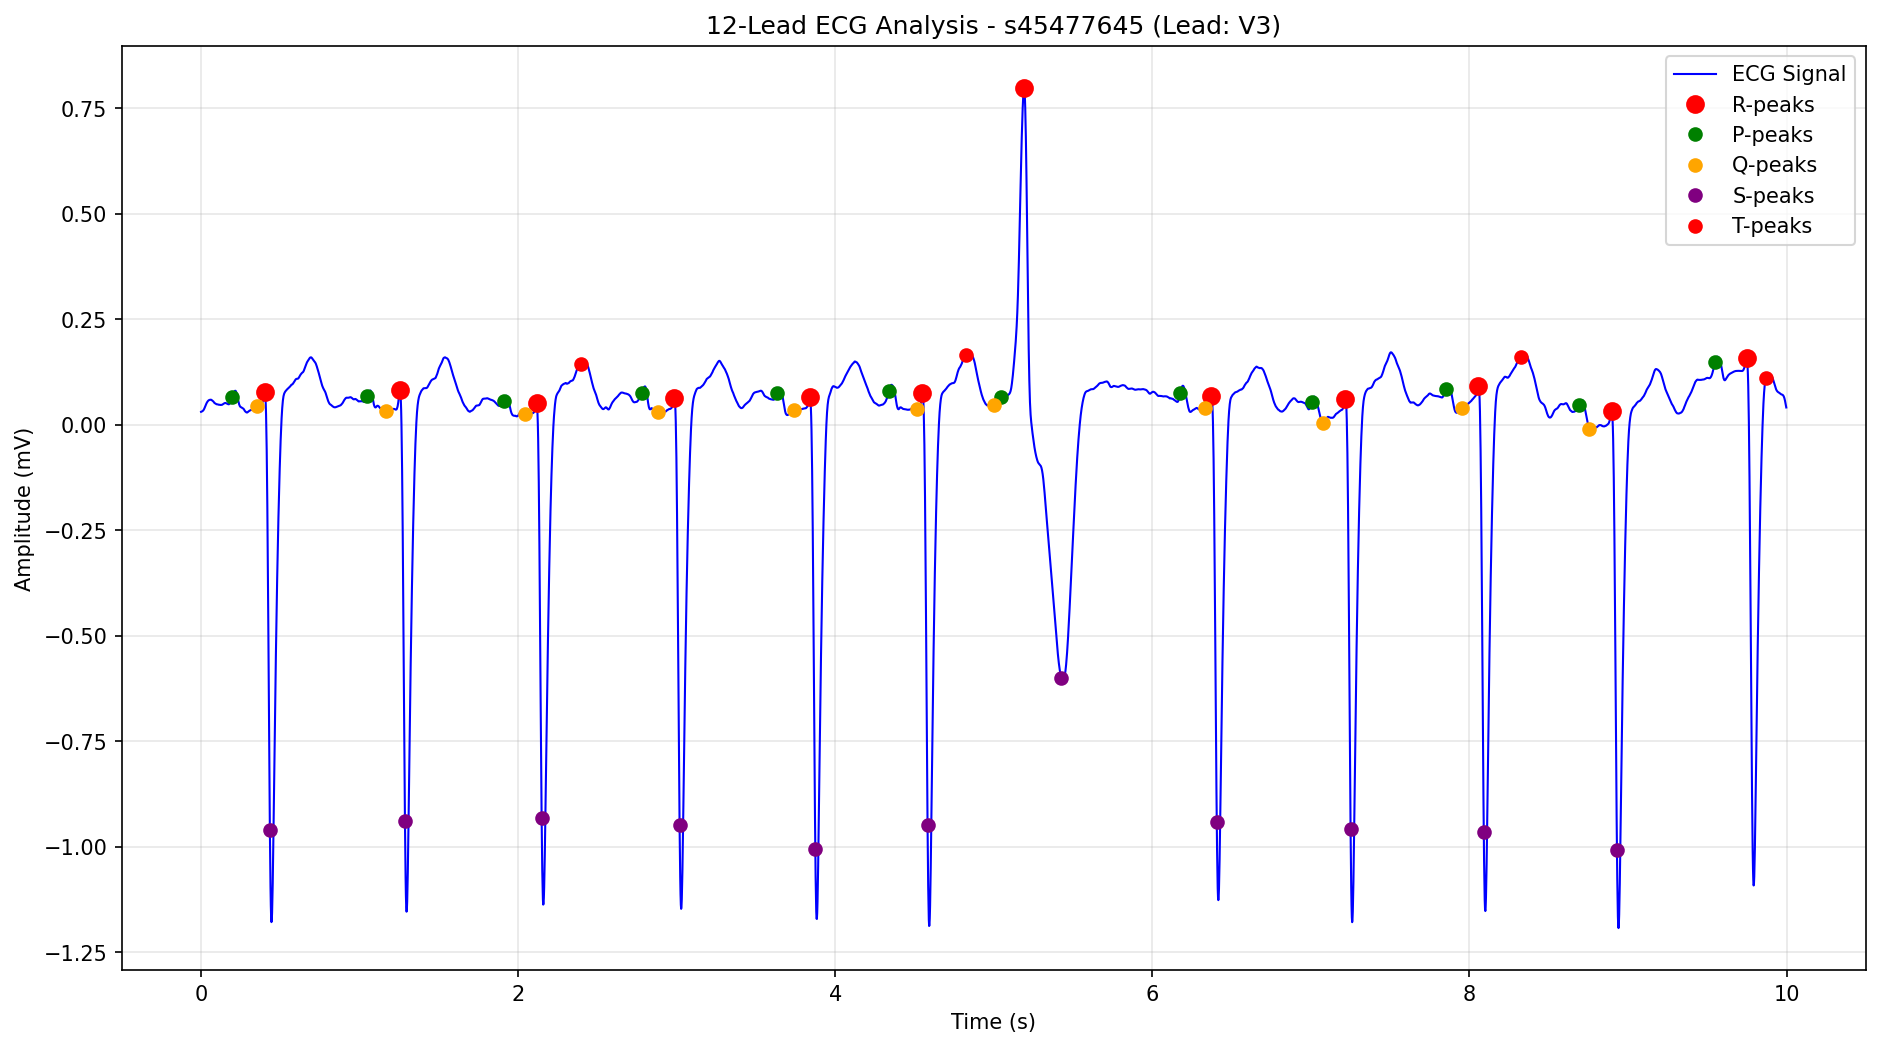 12-Lead ECG Analysis - s45477645 (Lead: V3)
ECG Signal
R-peaks
P-peaks
Q-peaks
S-peaks
T-peaks
Amplitude (mV)
0.75
0.50
0.25
0.00
−0.25
−0.50
−0.75
−1.00
−1.25
0 2 4 6 8 10
Time (s)